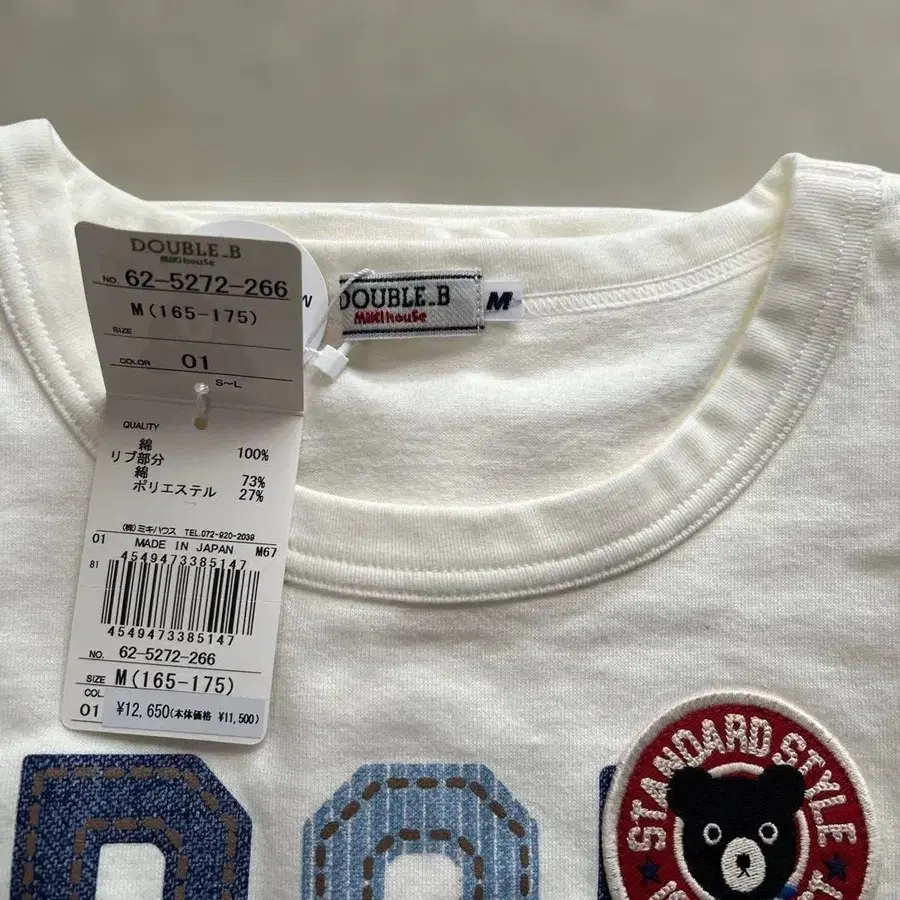 DOUBLE_B
mikihouse
NO. 62-5272-266
M(165-175)
SIZE
COLOR 01
S~L
QUALITY
綿 100%
リブ部分
綿 73%
ポリエステル 27%
(株)ミキハウス TEL.072-920-2039
01 MADE IN JAPAN M67
81 4549473385147
4549473385147
NO. 62-5272-266
SIZE M(165-175)
COL.
01 ¥12,650(本体価格 ¥11,500)
DOUBLE_B
mikihouse
M
STANDARD STYLE